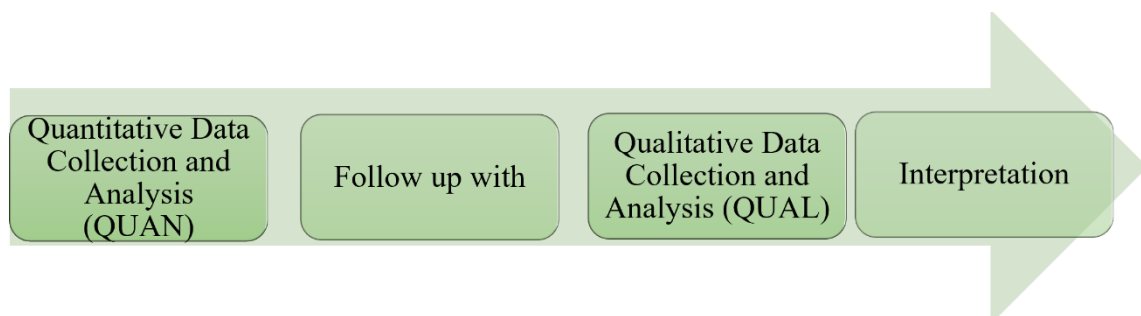 Quantitative Data
Collection and
Analysis
(QUAN)
Follow up with
Qualitative Data
Collection and
Analysis (QUAL)
Interpretation